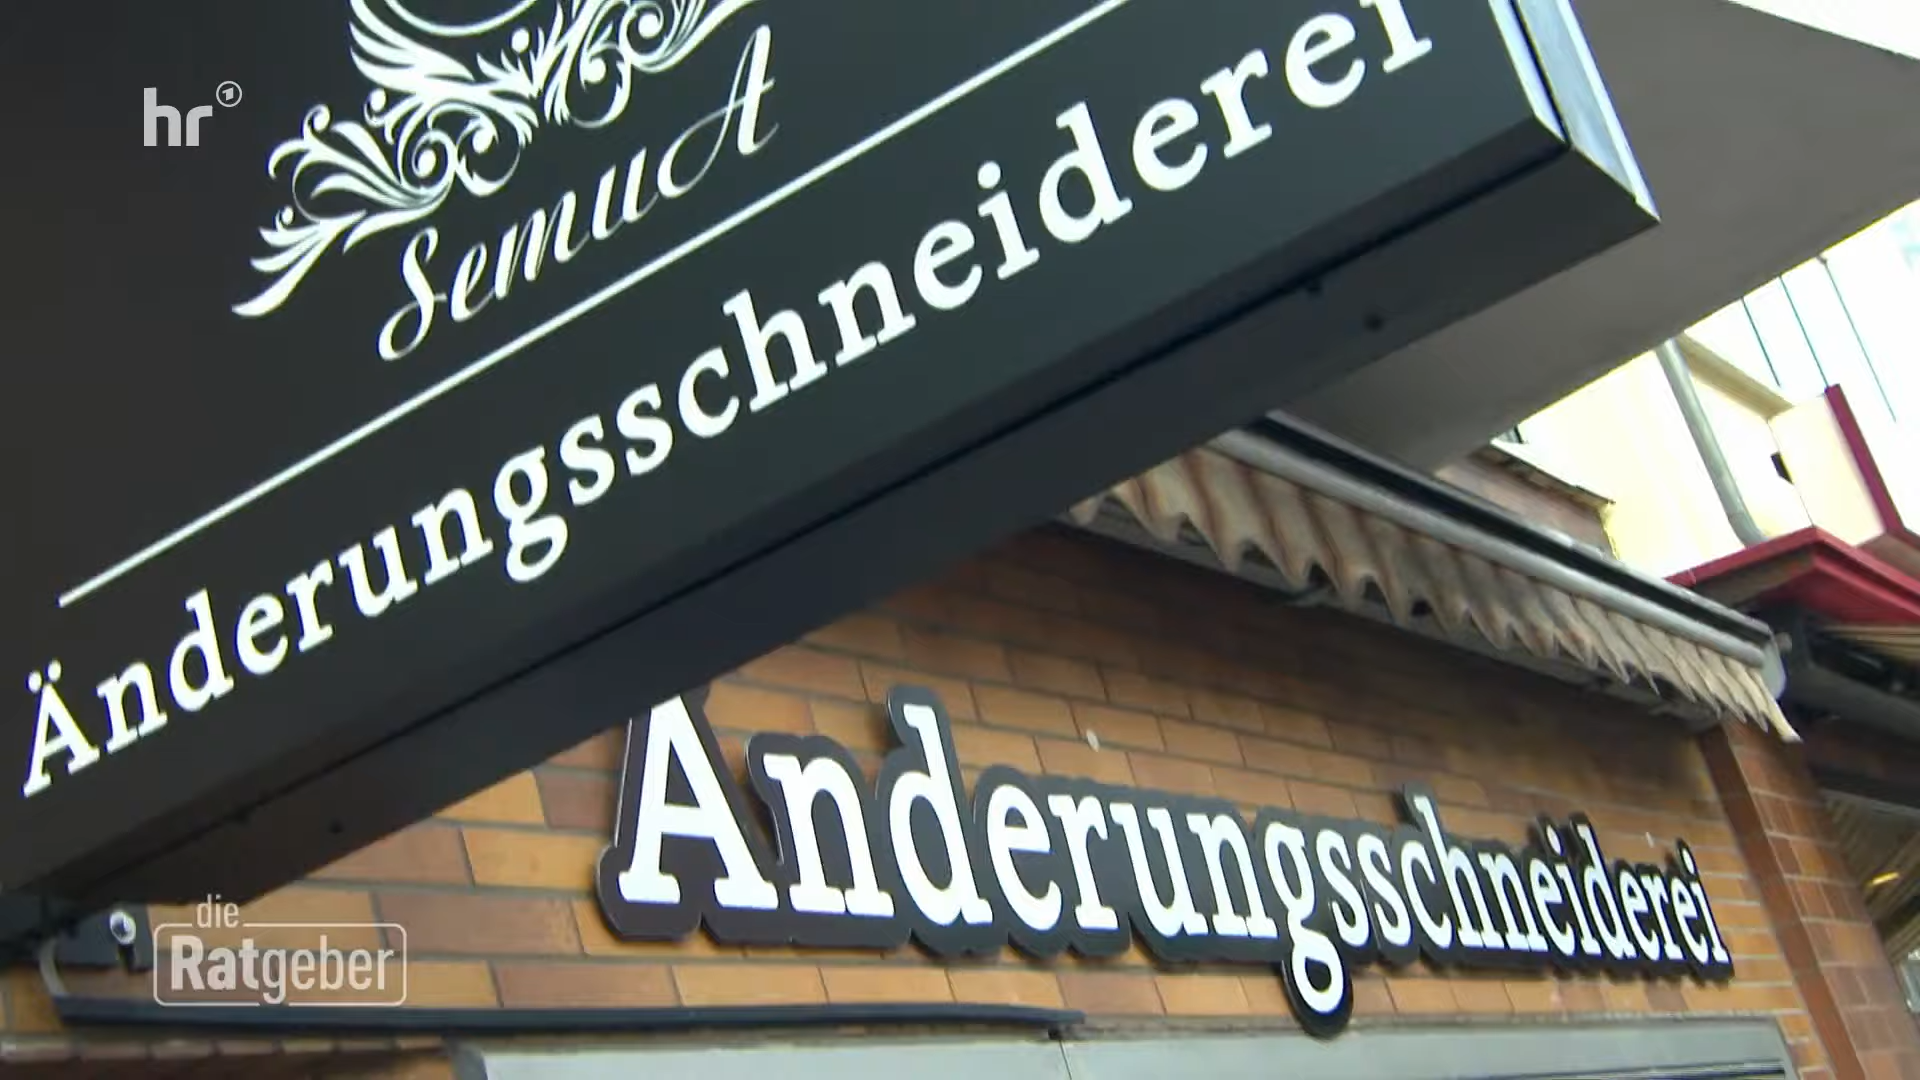 hr
SemuA
Änderungsschneiderei
Änderungsschneiderei
die
Ratgeber